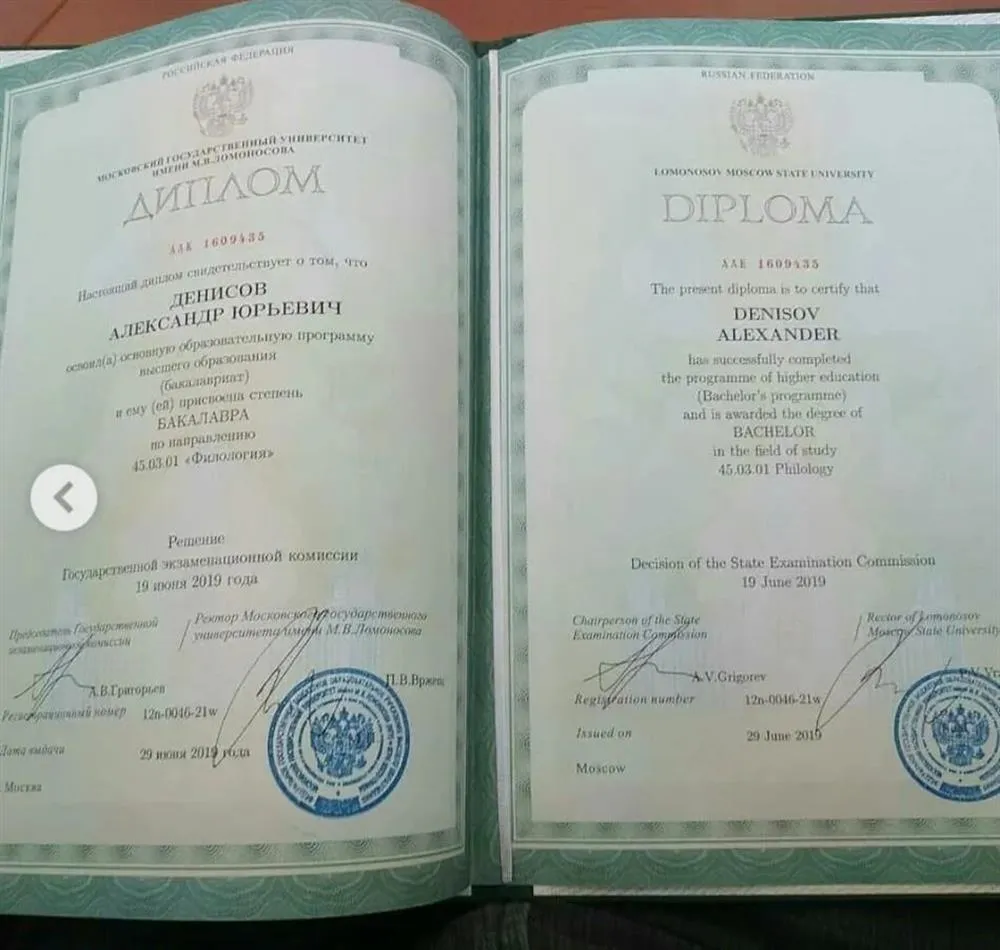 РОССИЙСКАЯ ФЕДЕРАЦИЯ
МОСКОВСКИЙ ГОСУДАРСТВЕННЫЙ УНИВЕРСИТЕТ
ИМЕНИ М.В.ЛОМОНОСОВА
ДИПЛОМ
ААК 1609435
Настоящий диплом свидетельствует о том, что
ДЕНИСОВ
АЛЕКСАНДР ЮРЬЕВИЧ
освоил(а) основную образовательную программу
высшего образования
(бакалавриат)
и ему (ей) присвоена степень
БАКАЛАВРА
по направлению
45.03.01 «Филология»
Решение
Государственной экзаменационной комиссии
19 июня 2019 года
Председатель Государственной
экзаменационной комиссии
Ректор Московского государственного
университета имени М.В.Ломоносова
А.В.Григорьев
П.В.Вржещ
Регистрационный номер 12п-0046-21w
Дата выдачи 29 июня 2019 года
Москва
RUSSIAN FEDERATION
LOMONOSOV MOSCOW STATE UNIVERSITY
DIPLOMA
ААК 1609435
The present diploma is to certify that
DENISOV
ALEXANDER
has successfully completed
the programme of higher education
(Bachelor's programme)
and is awarded the degree of
BACHELOR
in the field of study
45.03.01 Philology
Decision of the State Examination Commission
19 June 2019
Chairperson of the State
Examination Commission
Rector of Lomonosov
Moscow State University
A.V.Grigorev
Registration number 12n-0046-21w
Issued on 29 June 2019
Moscow